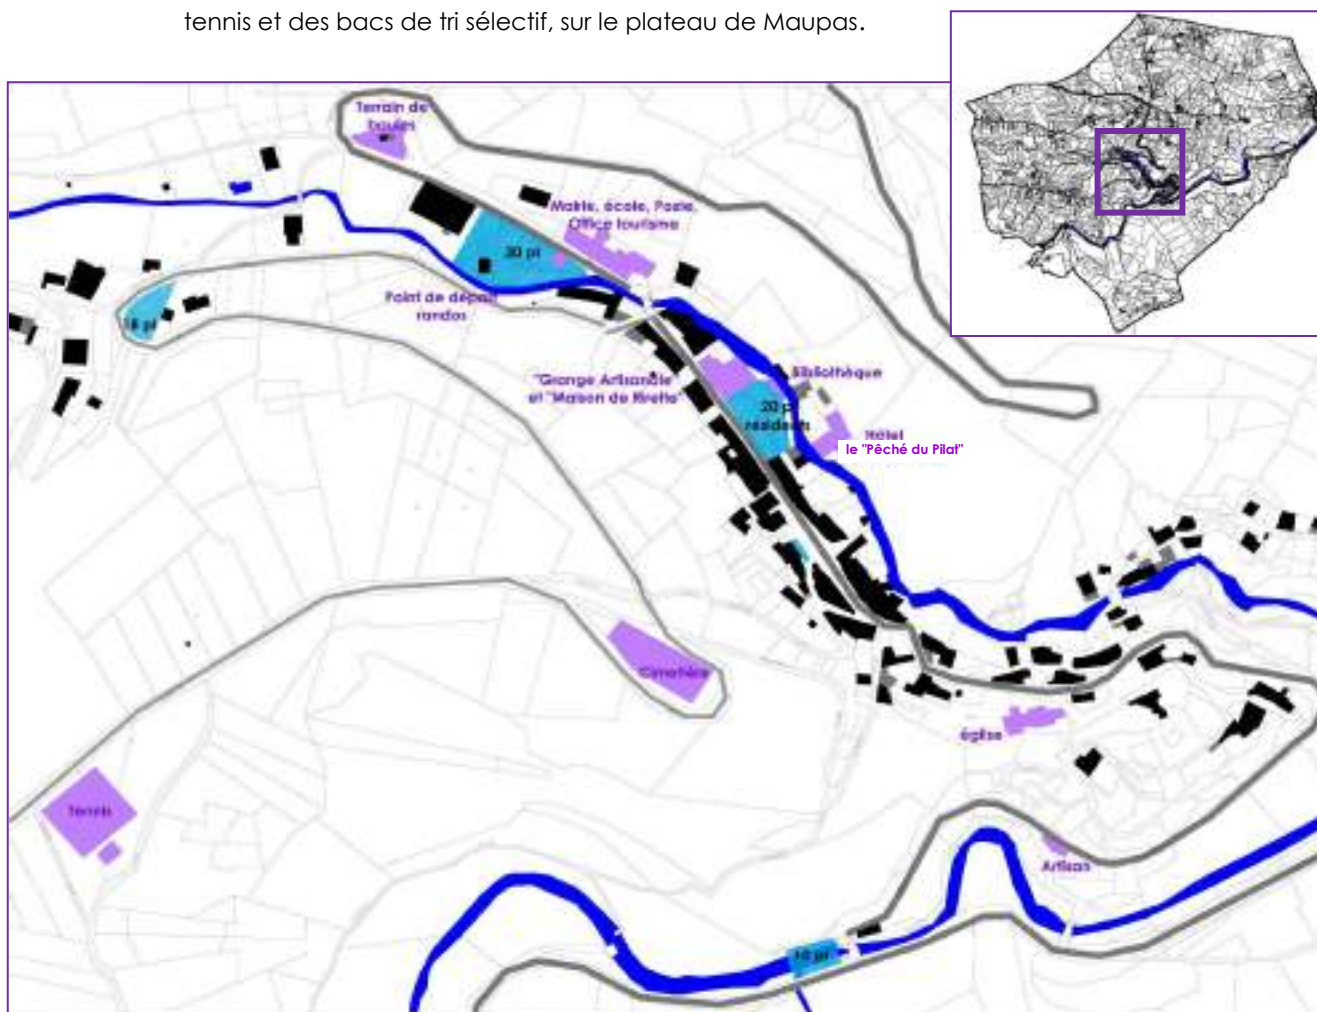 tennis et des bacs de tri sélectif, sur le plateau de Maupas.
Terrain de
boules
Mairie, école, Poste,
Office tourisme
30 pl
Point de départ
randos
18 pl
"Grange Artisanale"
et "Maison de Rirette"
Bibliothèque
20 pl
résidents
Hôtel
le "Pêché du Pilat"
Cimetière
église
Tennis
Artisan
10 pl